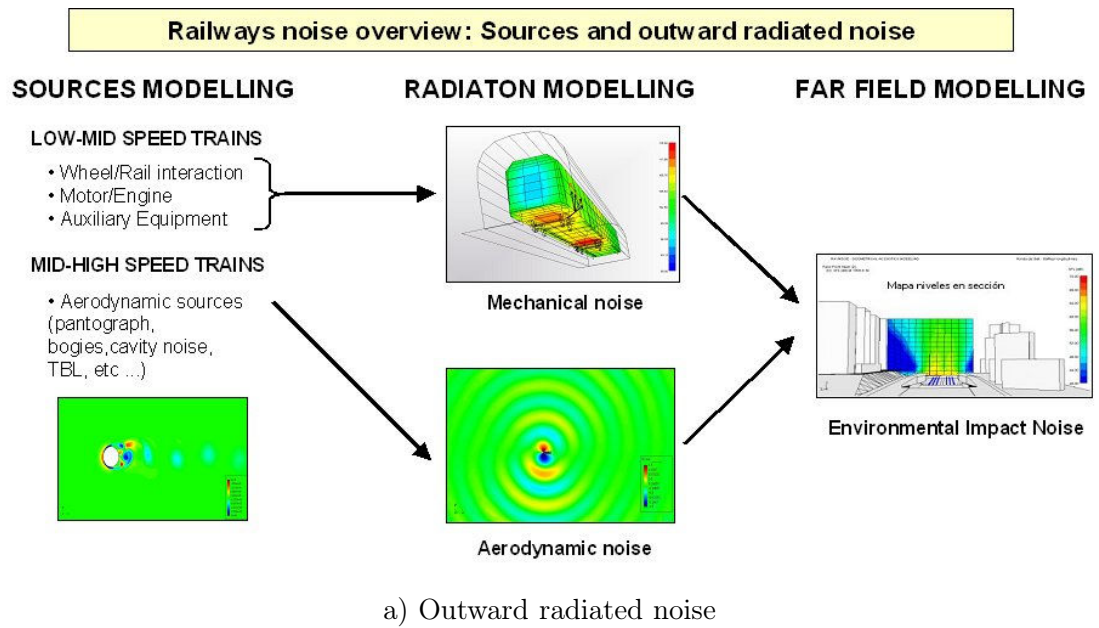 Railways noise overview: Sources and outward radiated noise
SOURCES MODELLING
RADIATON MODELLING
FAR FIELD MODELLING
LOW-MID SPEED TRAINS
• Wheel/Rail interaction
• Motor/Engine
• Auxiliary Equipment
MID-HIGH SPEED TRAINS
• Aerodynamic sources
(pantograph,
bogies,cavity noise,
TBL, etc ...)
Mechanical noise
Aerodynamic noise
Mapa niveles en sección
Environmental Impact Noise
a) Outward radiated noise